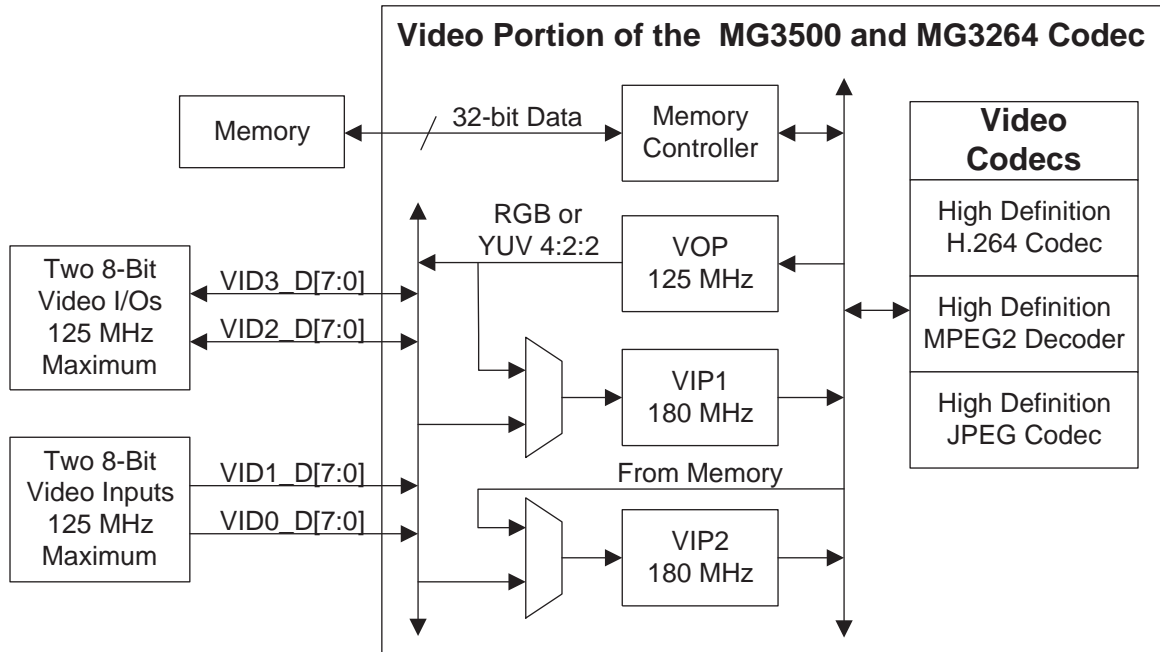 Video Portion of the MG3500 and MG3264 Codec
Memory
32-bit Data
Memory
Controller
Video
Codecs
High Definition
H.264 Codec
High Definition
MPEG2 Decoder
High Definition
JPEG Codec
RGB or
YUV 4:2:2
VOP
125 MHz
Two 8-Bit
Video I/Os
125 MHz
Maximum
VID3_D[7:0]
VID2_D[7:0]
VIP1
180 MHz
Two 8-Bit
Video Inputs
125 MHz
Maximum
VID1_D[7:0]
VID0_D[7:0]
From Memory
VIP2
180 MHz